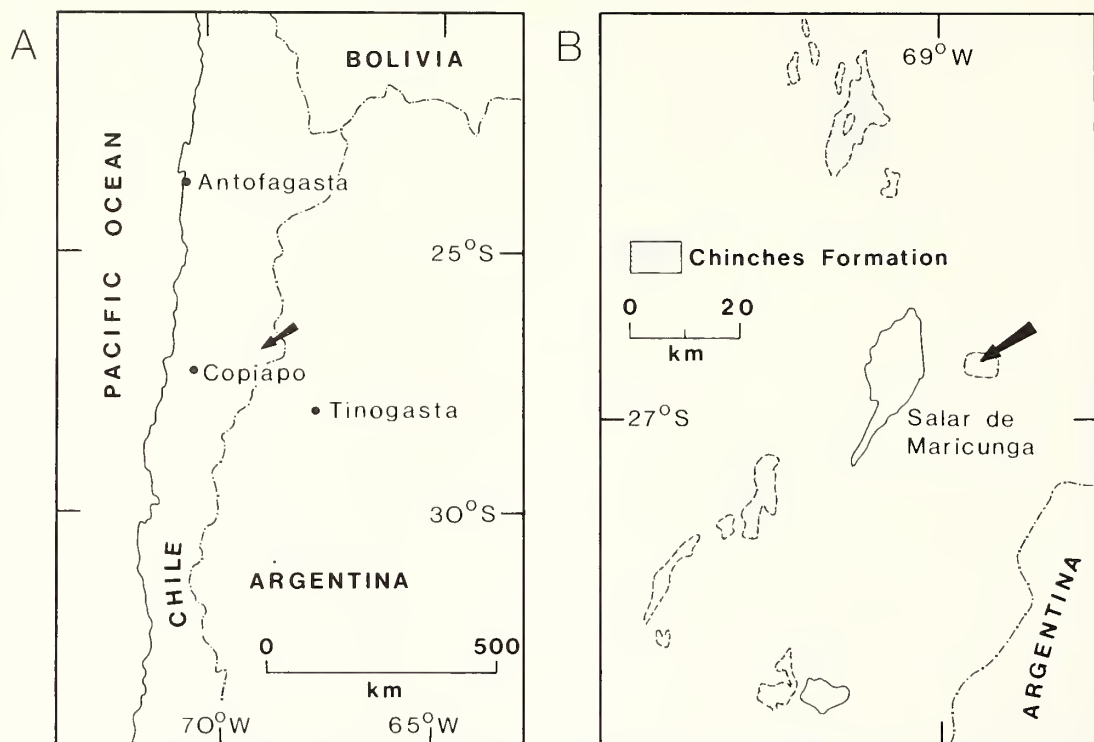 A
BOLIVIA
PACIFIC OCEAN
Antofagasta
25°S
Copiapo
Tinogasta
30°S
CHILE
ARGENTINA
0 500
km
70°W
65°W
B
69°W
Chinches Formation
0 20
km
27°S
Salar de
Maricunga
ARGENTINA